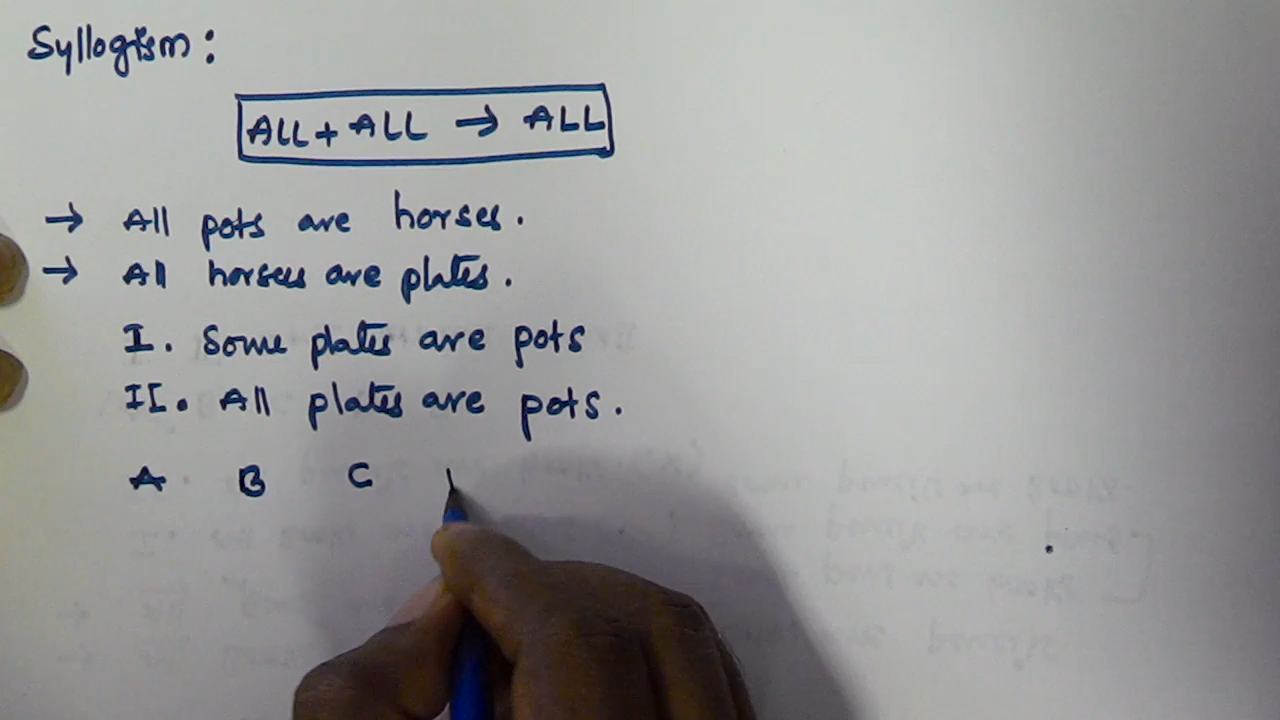 Syllogism:
ALL + ALL → ALL
→ All pots are horses.
→ All horses are plates.
I. Some plates are pots
II. All plates are pots.
A B C